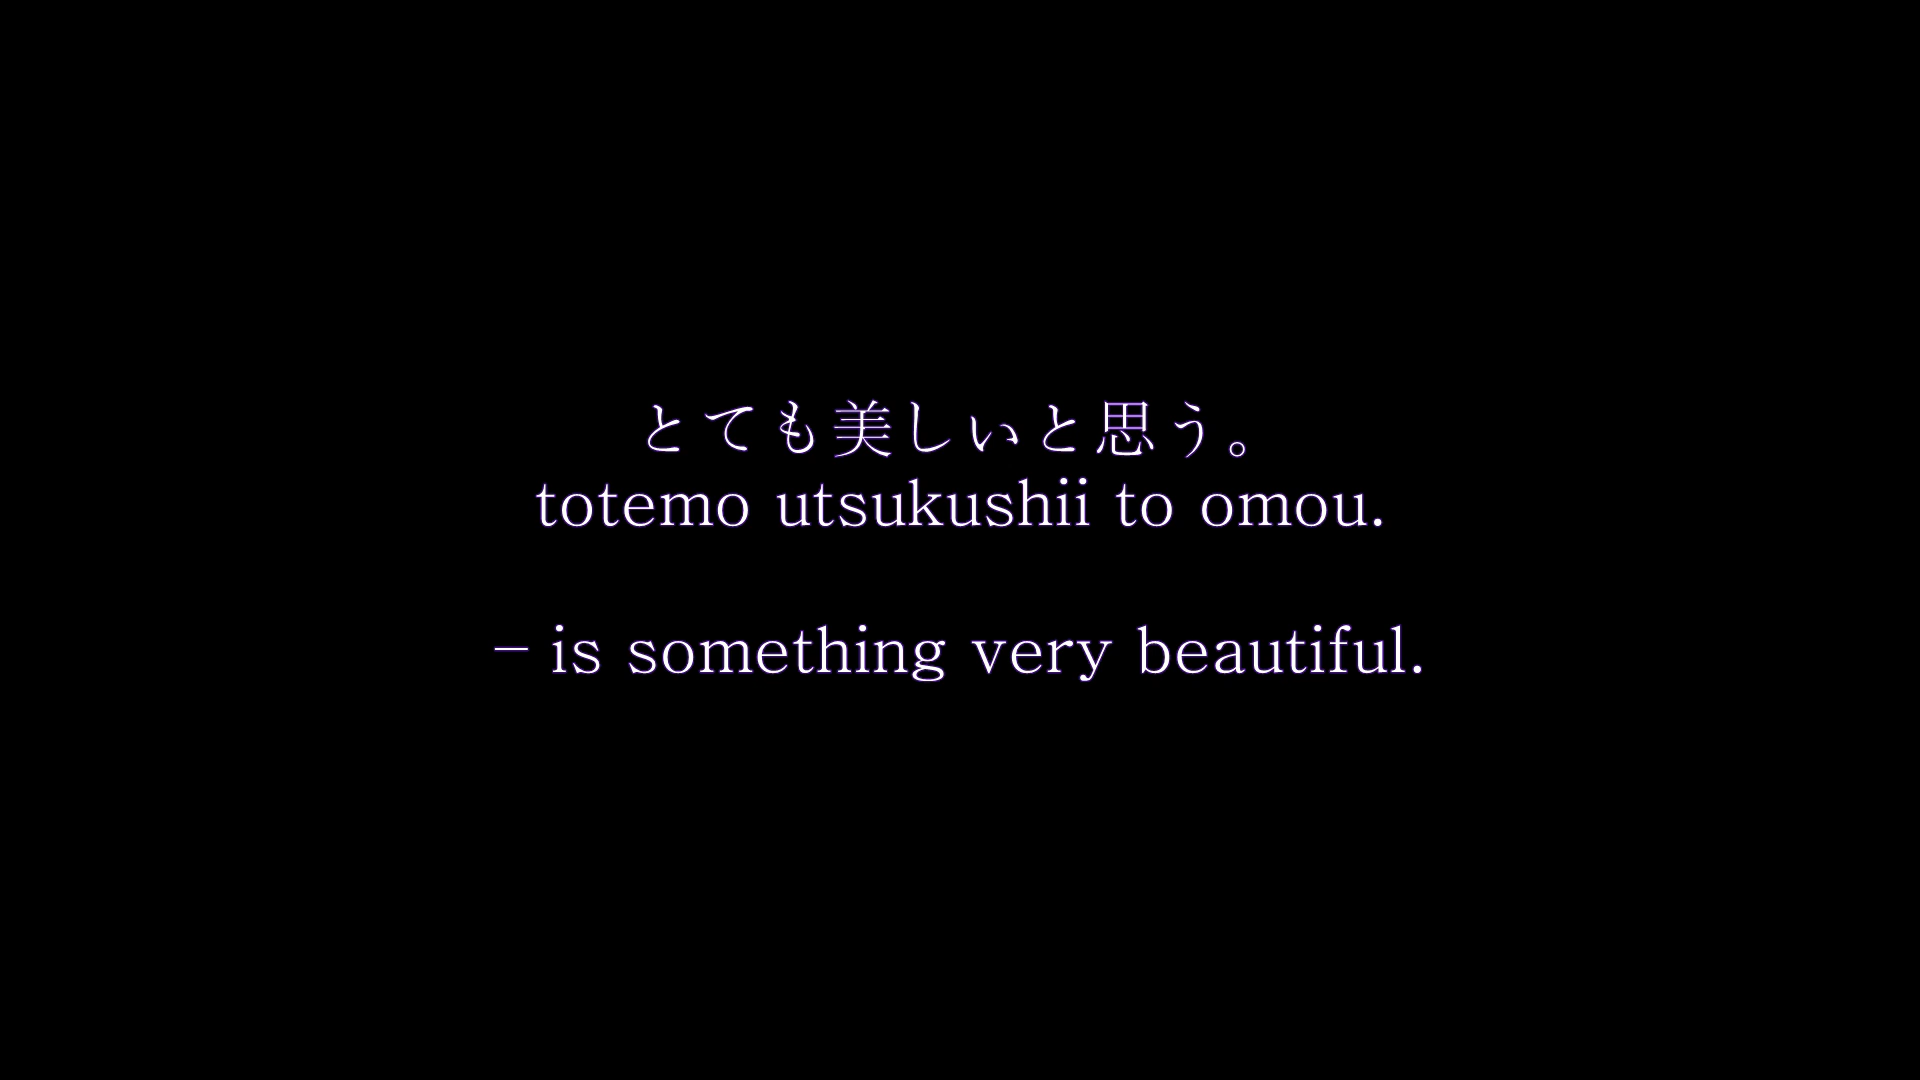 とても美しいと思う。
totemo utsukushii to omou.
– is something very beautiful.